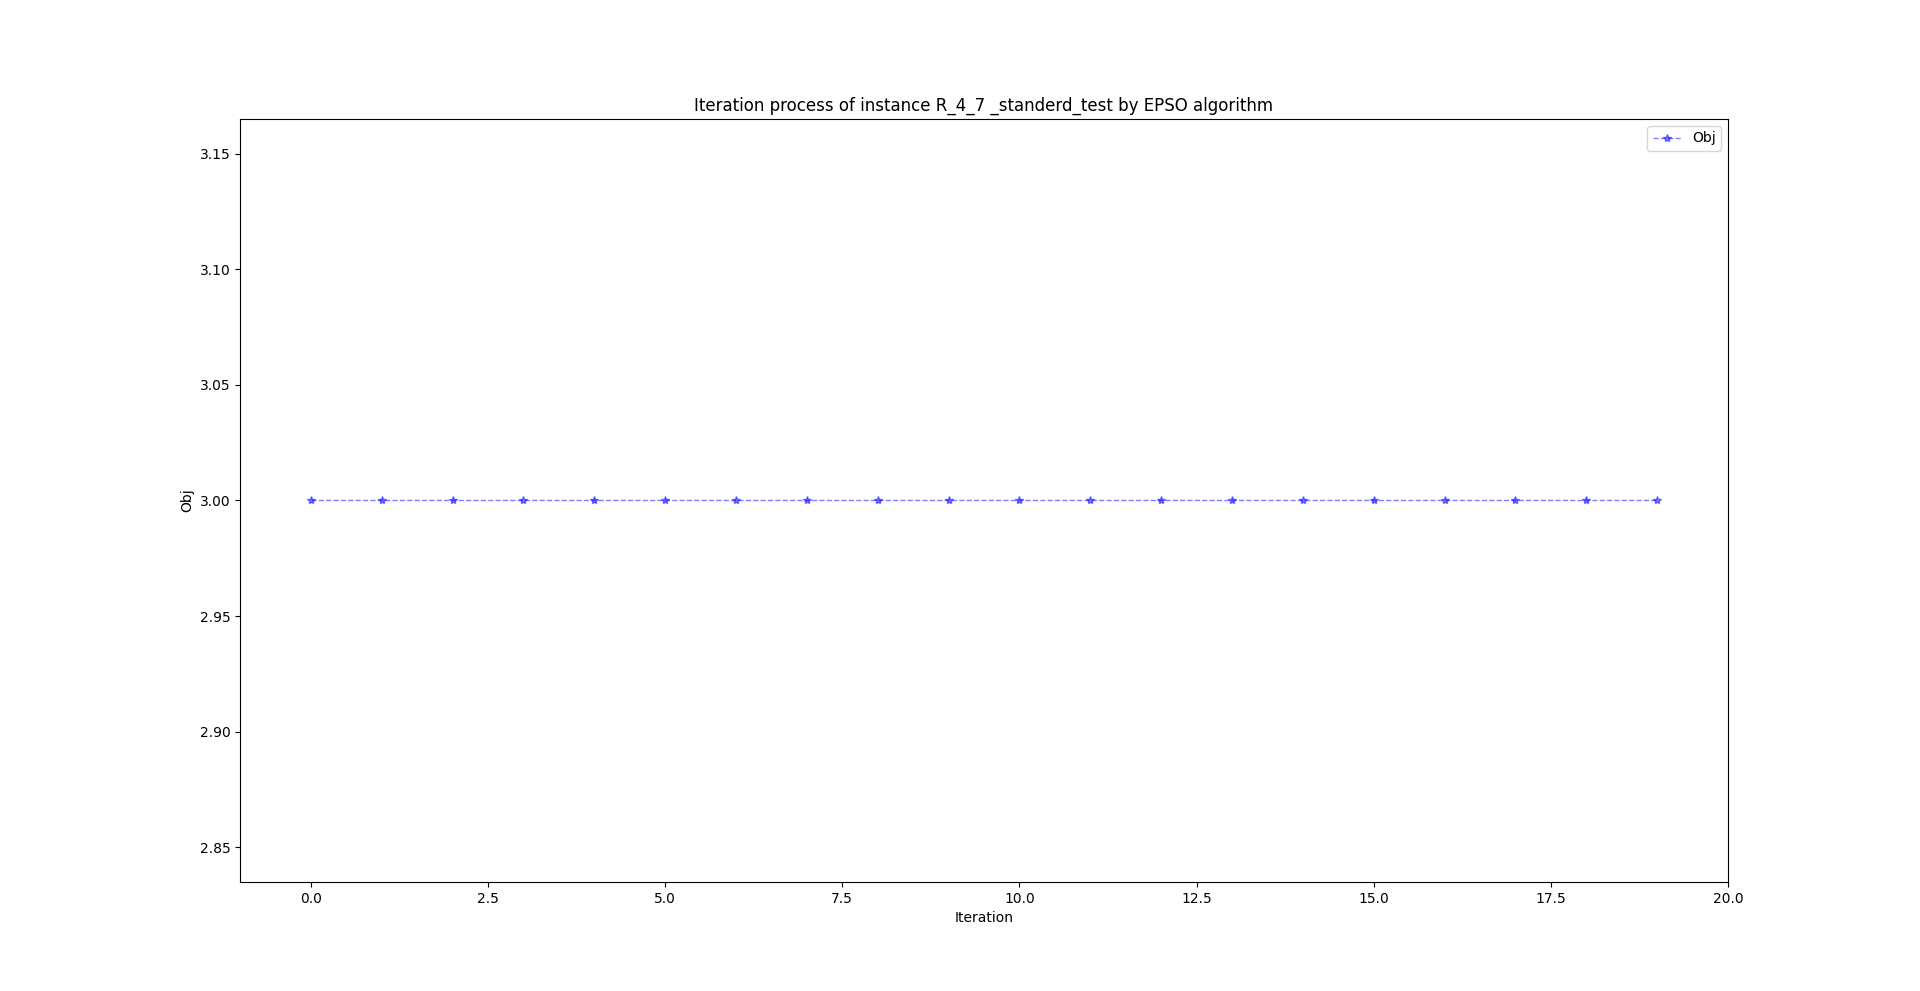 Iteration process of instance R_4_7 _standerd_test by EPSO algorithm
Obj
3.15
3.10
3.05
3.00
2.95
2.90
2.85
Obj
0.0 2.5 5.0 7.5 10.0 12.5 15.0 17.5 20.0
Iteration